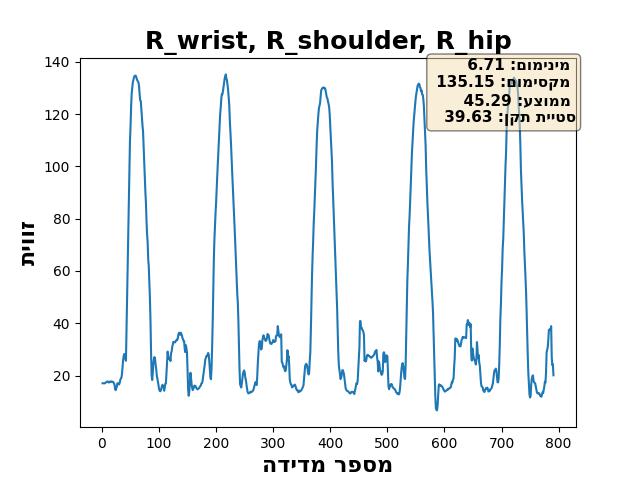 R_wrist, R_shoulder, R_hip
מינימום: 6.71
מקסימום: 135.15
ממוצע: 45.29
סטיית תקן: 39.63
זווית
140
120
100
80
60
40
20
0 100 200 300 400 500 600 700 800
מספר מדידה